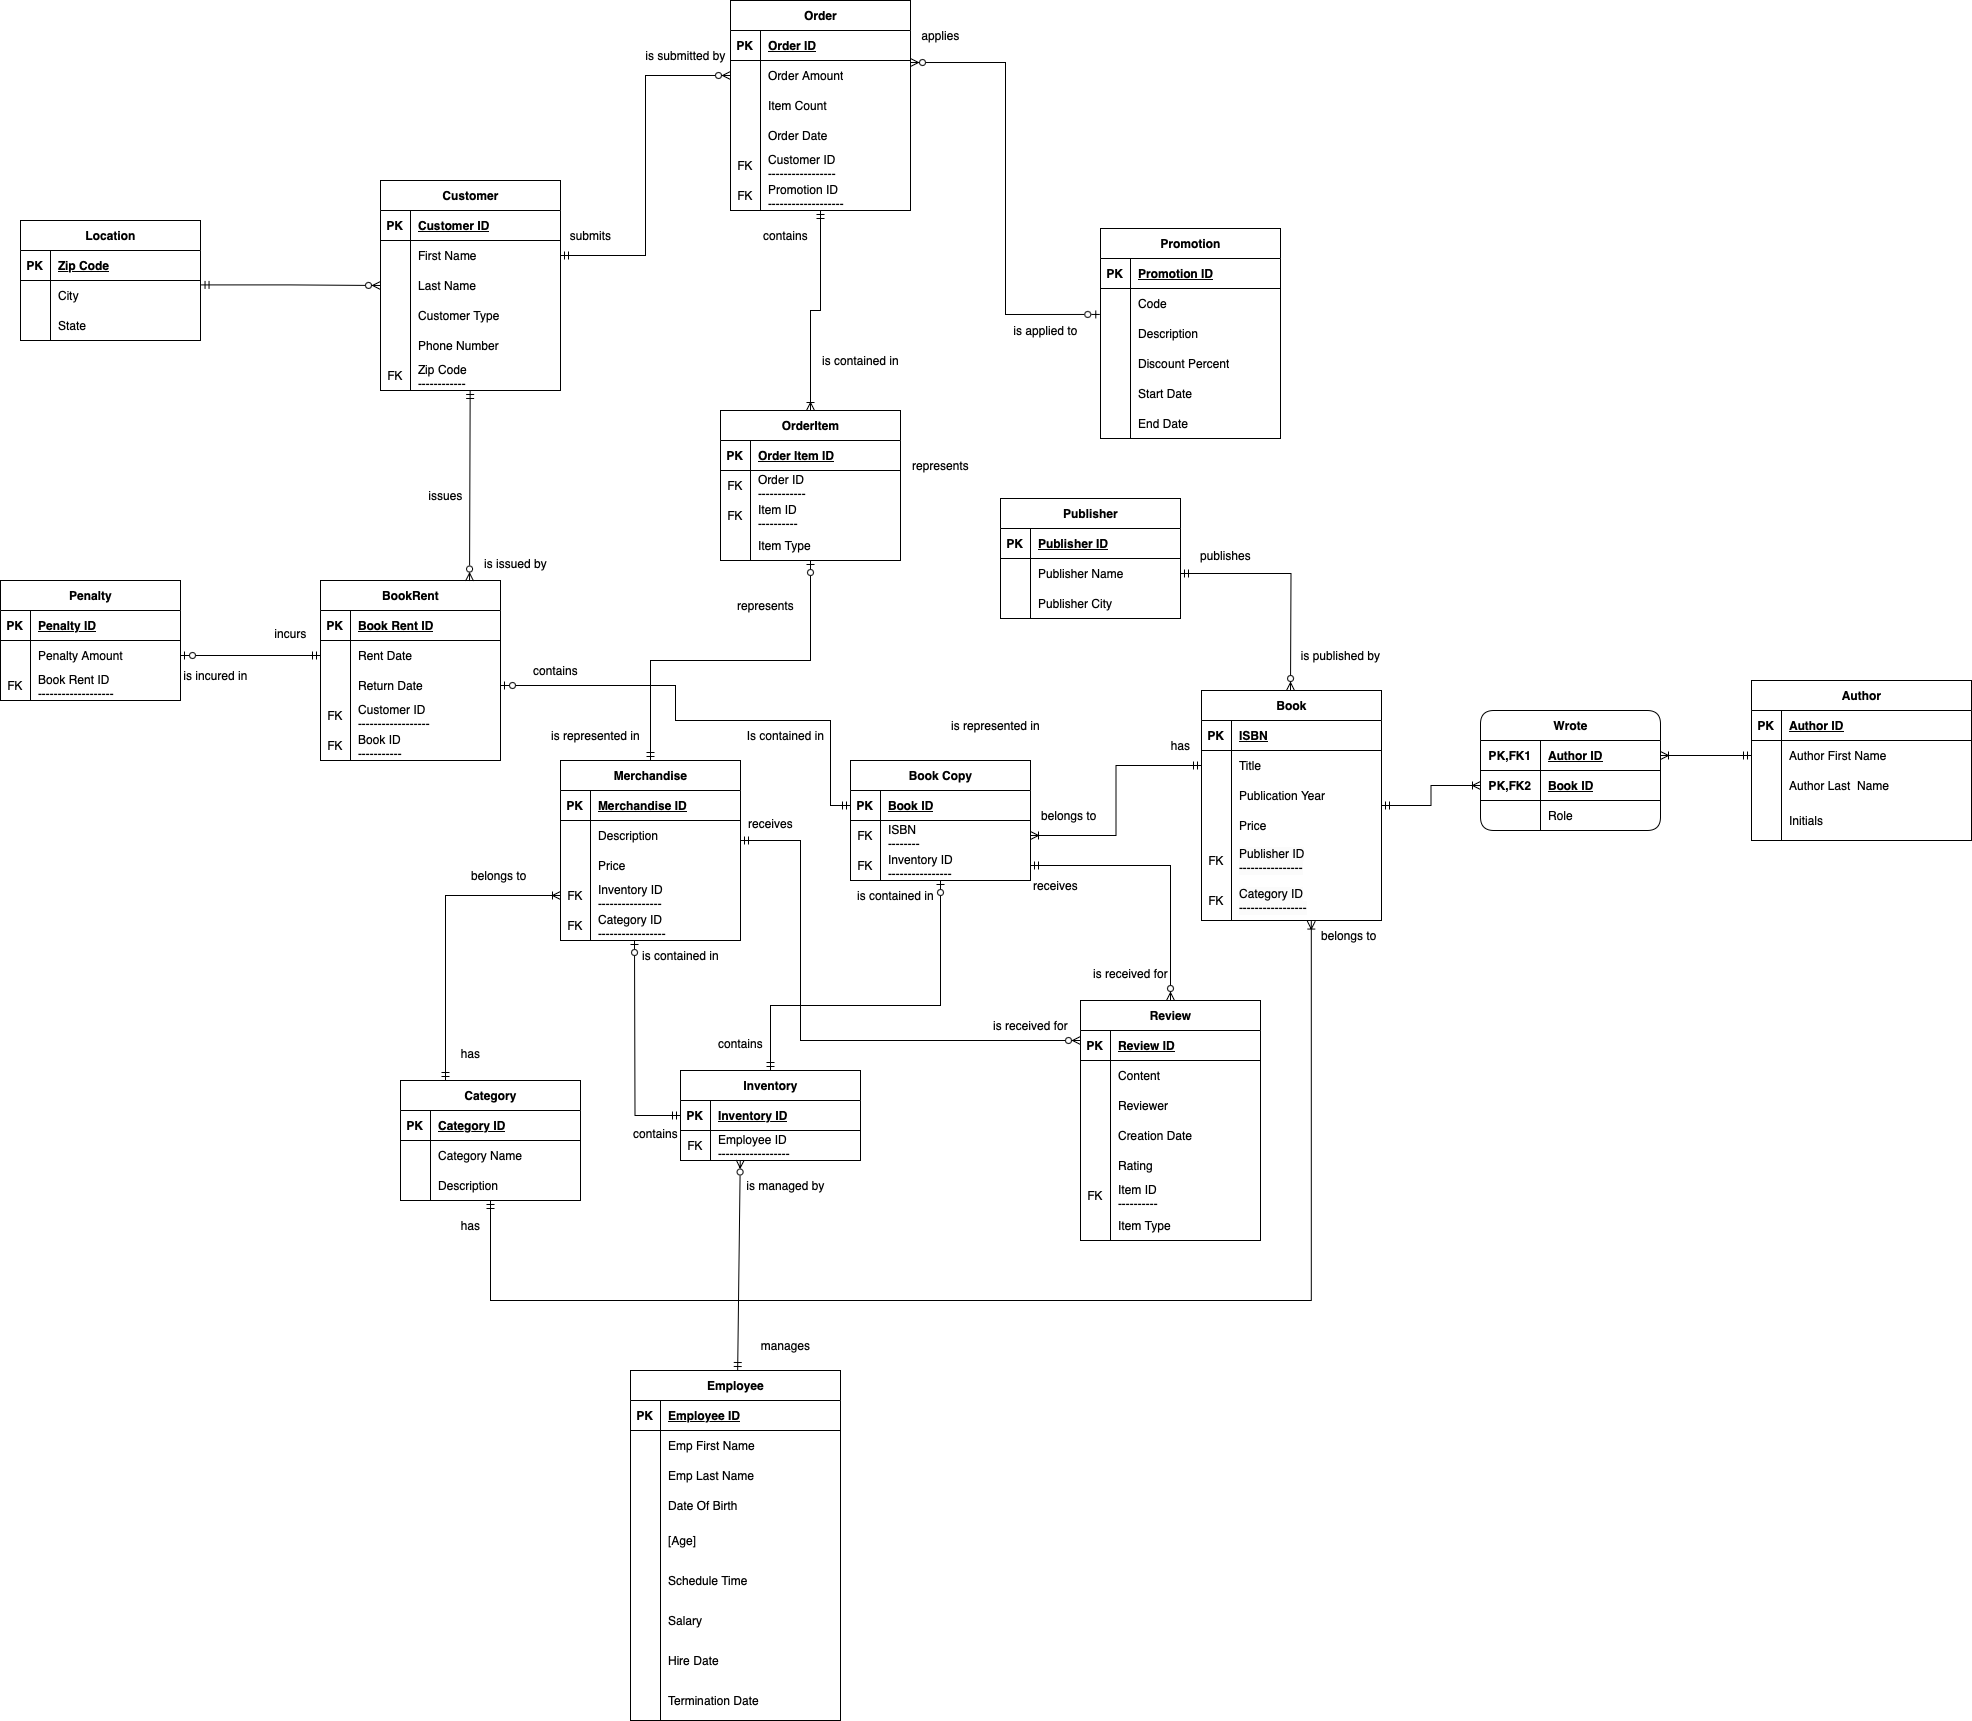 Order
PK Order ID
Order Amount
Item Count
Order Date
FK Customer ID
-----------------
FK Promotion ID
-------------------
is submitted by
applies
Customer
PK Customer ID
First Name
Last Name
Customer Type
Phone Number
FK Zip Code
------------
submits
contains
Location
PK Zip Code
City
State
Promotion
PK Promotion ID
Code
Description
Discount Percent
Start Date
End Date
is applied to
is contained in
OrderItem
PK Order Item ID
FK Order ID
------------
FK Item ID
----------
Item Type
represents
issues
is issued by
Publisher
PK Publisher ID
Publisher Name
Publisher City
publishes
is published by
Penalty
PK Penalty ID
Penalty Amount
FK Book Rent ID
-------------------
incurs
is incured in
BookRent
PK Book Rent ID
Rent Date
Return Date
FK Customer ID
------------------
FK Book ID
-----------
represents
contains
is represented in
Is contained in
is represented in
has
Book
PK ISBN
Title
Publication Year
Price
FK Publisher ID
----------------
FK Category ID
-----------------
Wrote
PK,FK1 Author ID
PK,FK2 Book ID
Role
Author
PK Author ID
Author First Name
Author Last  Name
Initials
Merchandise
PK Merchandise ID
Description
Price
FK Inventory ID
----------------
FK Category ID
-----------------
receives
Book Copy
PK Book ID
FK ISBN
--------
FK Inventory ID
----------------
belongs to
belongs to
is contained in
receives
belongs to
is contained in
is received for
is received for
Review
PK Review ID
Content
Reviewer
Creation Date
Rating
FK Item ID
----------
Item Type
has
contains
Category
PK Category ID
Category Name
Description
has
Inventory
PK Inventory ID
FK Employee ID
------------------
contains
is managed by
manages
Employee
PK Employee ID
Emp First Name
Emp Last Name
Date Of Birth
[Age]
Schedule Time
Salary
Hire Date
Termination Date